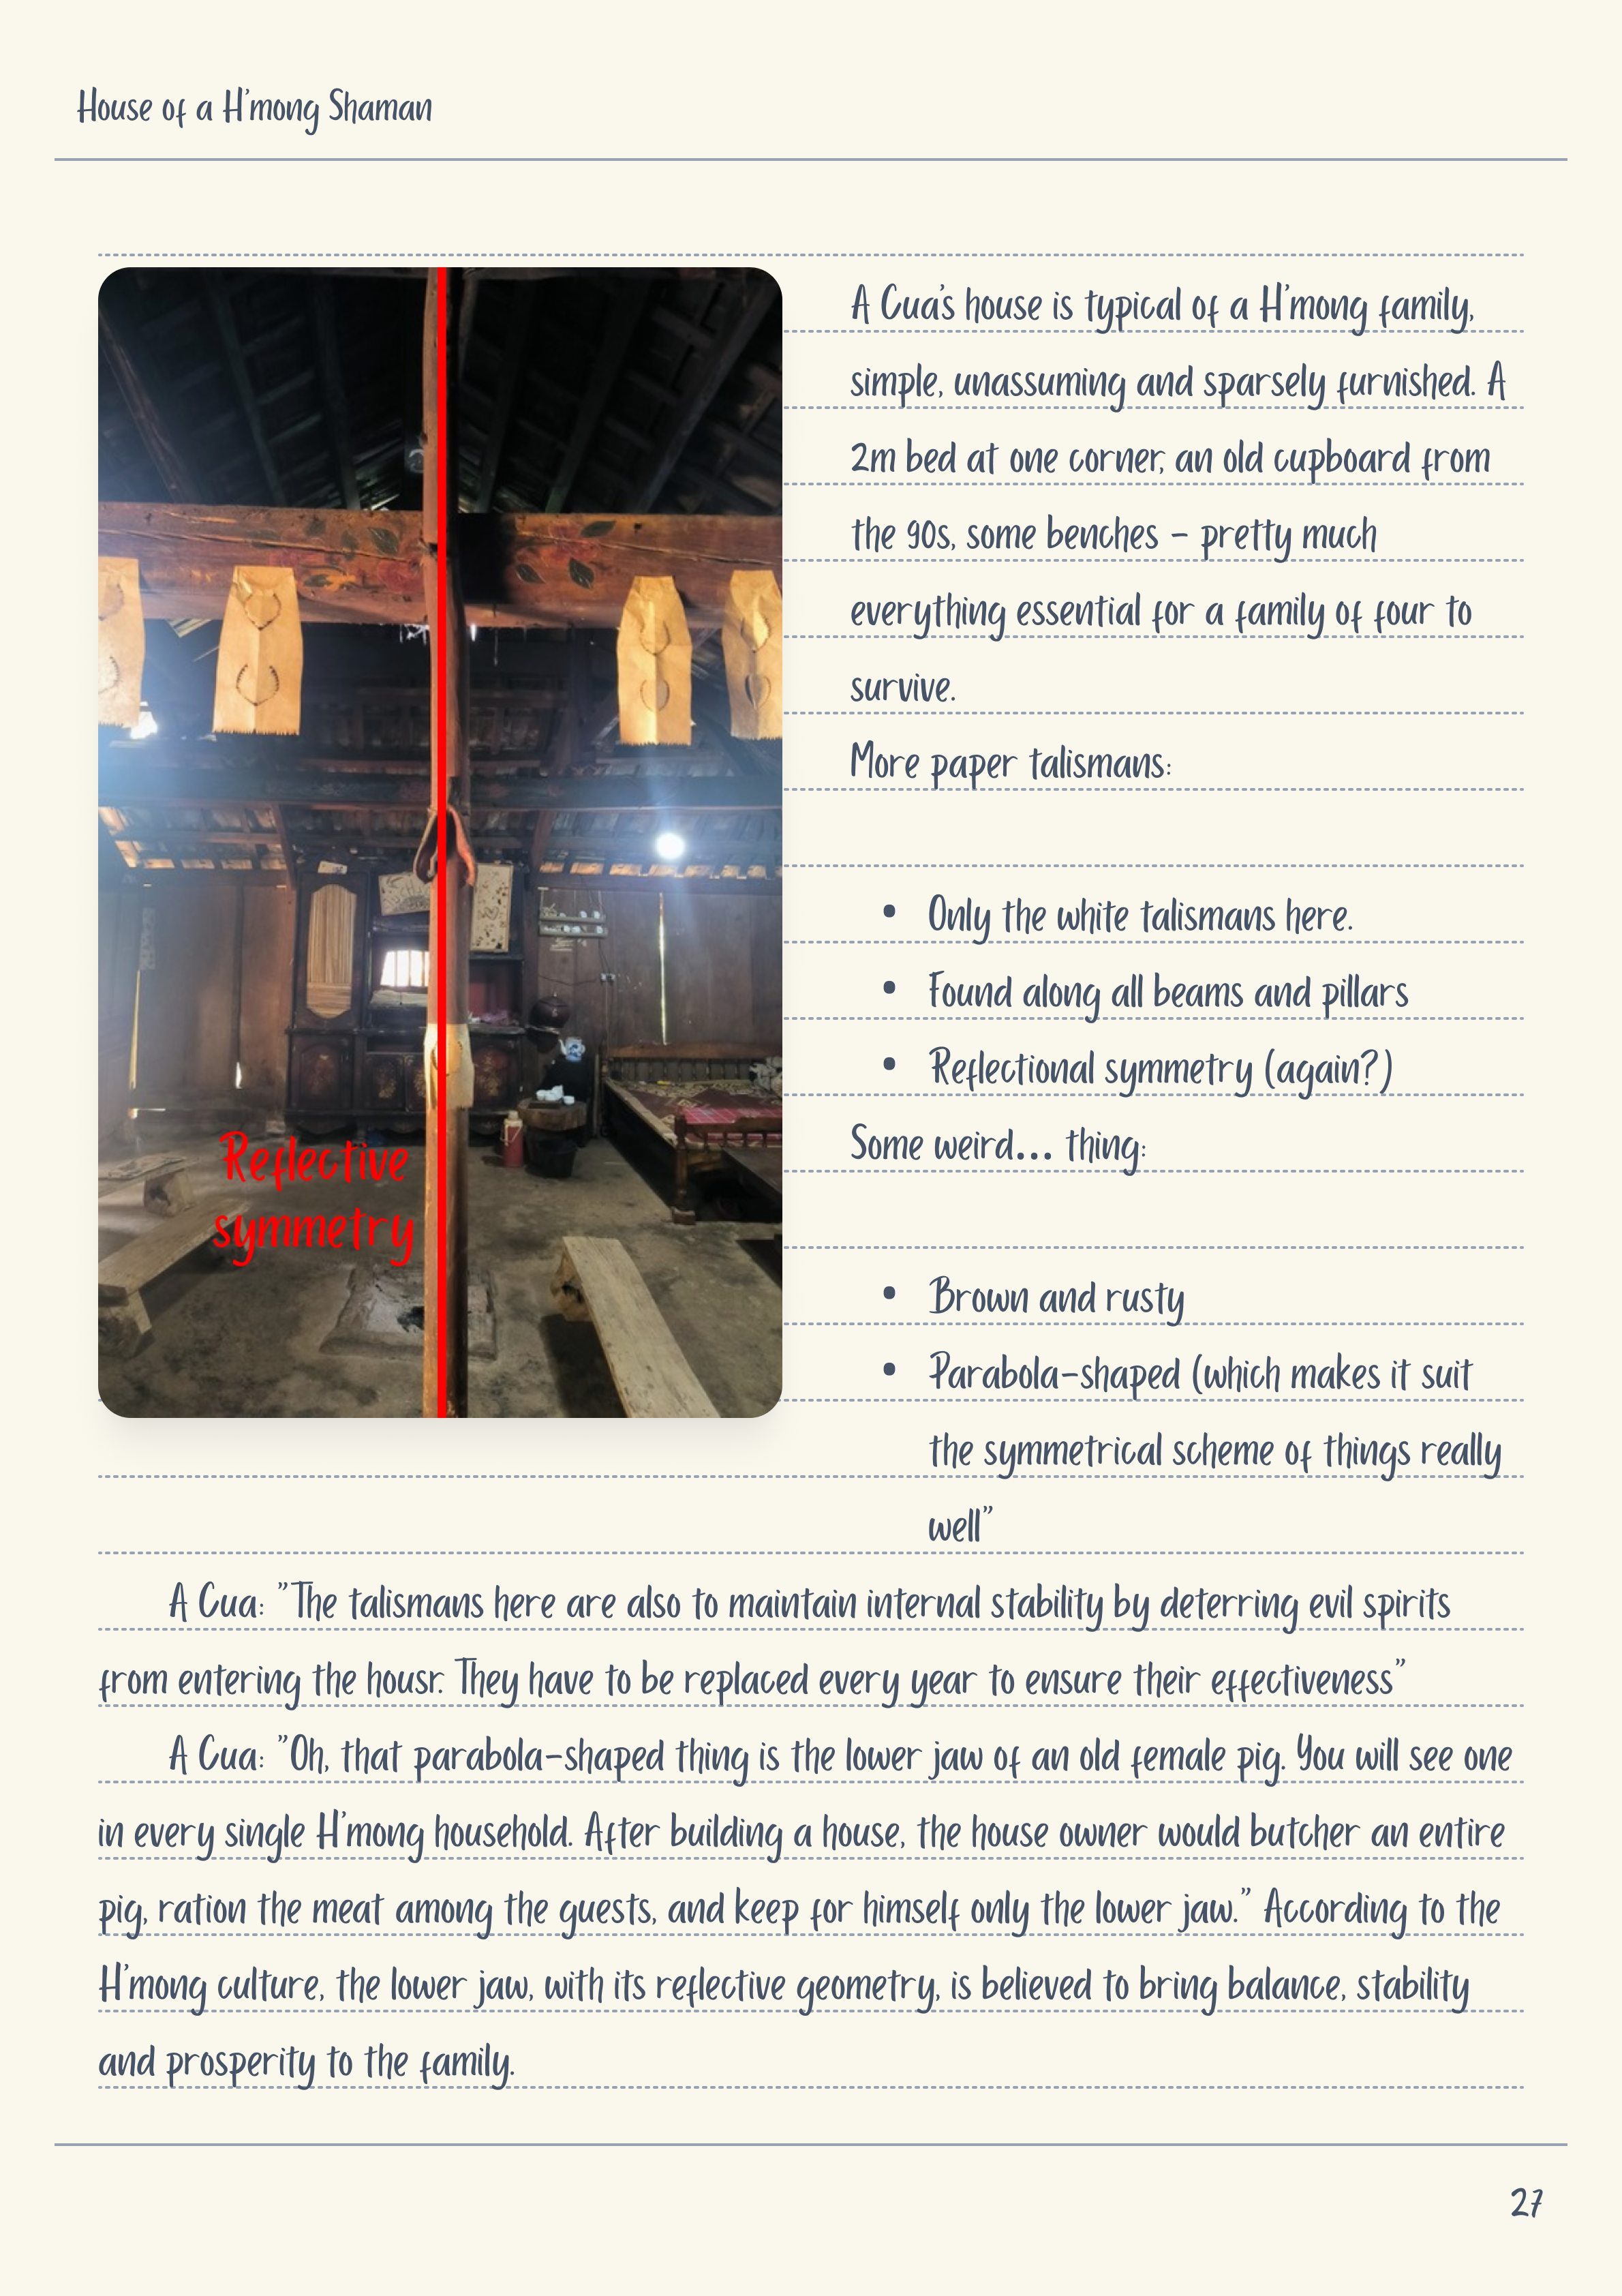 House of a H'mong Shaman
A Cua's house is typical of a H'mong family,
simple, unassuming and sparsely furnished. A
2m bed at one corner, an old cupboard from
the 90s, some benches – pretty much
everything essential for a family of four to
survive.
More paper talismans:
• Only the white talismans here.
• Found along all beams and pillars
• Reflectional symmetry (again?)
Some weird... thing:
• Brown and rusty
• Parabola-shaped (which makes it suit
the symmetrical scheme of things really
well”
Reflective
symmetry
A Cua: ”The talismans here are also to maintain internal stability by deterring evil spirits
from entering the housr. They have to be replaced every year to ensure their effectiveness”
A Cua: ”Oh, that parabola-shaped thing is the lower jaw of an old female pig. You will see one
in every single H'mong household. After building a house, the house owner would butcher an entire
pig, ration the meat among the guests, and keep for himself only the lower jaw.” According to the
H'mong culture, the lower jaw, with its reflective geometry, is believed to bring balance, stability
and prosperity to the family.
27